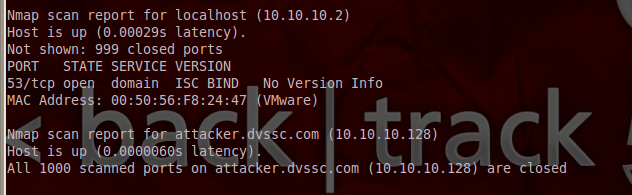 Nmap scan report for localhost (10.10.10.2)
Host is up (0.00029s latency).
Not shown: 999 closed ports
PORT   STATE SERVICE VERSION
53/tcp open  domain  ISC BIND   No Version Info
MAC Address: 00:50:56:F8:24:47 (VMware)
Nmap scan report for attacker.dvssc.com (10.10.10.128)
Host is up (0.0000060s latency).
All 1000 scanned ports on attacker.dvssc.com (10.10.10.128) are closed
<< back | track 5